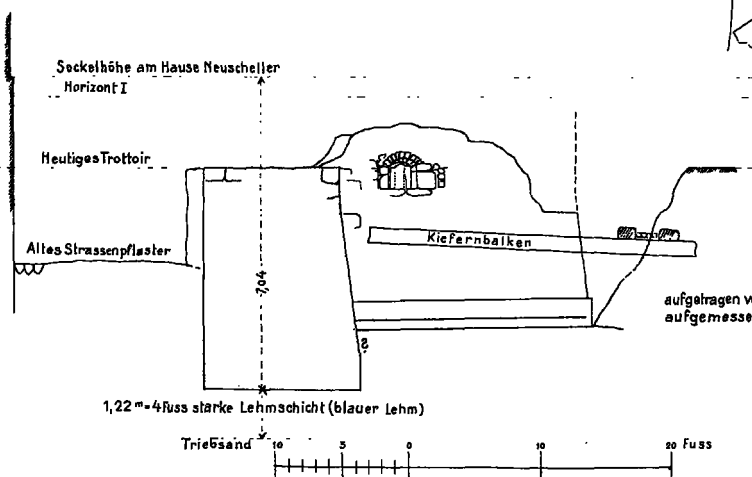 Sockelhöhe am Hause Neuscheller
Horizont I
Heutiges Trottoir
Kiefernbalken
Altes Strassenpflaster
7,04
aufgetragen
aufgemesse
?
1,22 m = 4 Fuss starke Lehmschicht (blauer Lehm)
Triebsand 10 5 0 10 20 Fuss